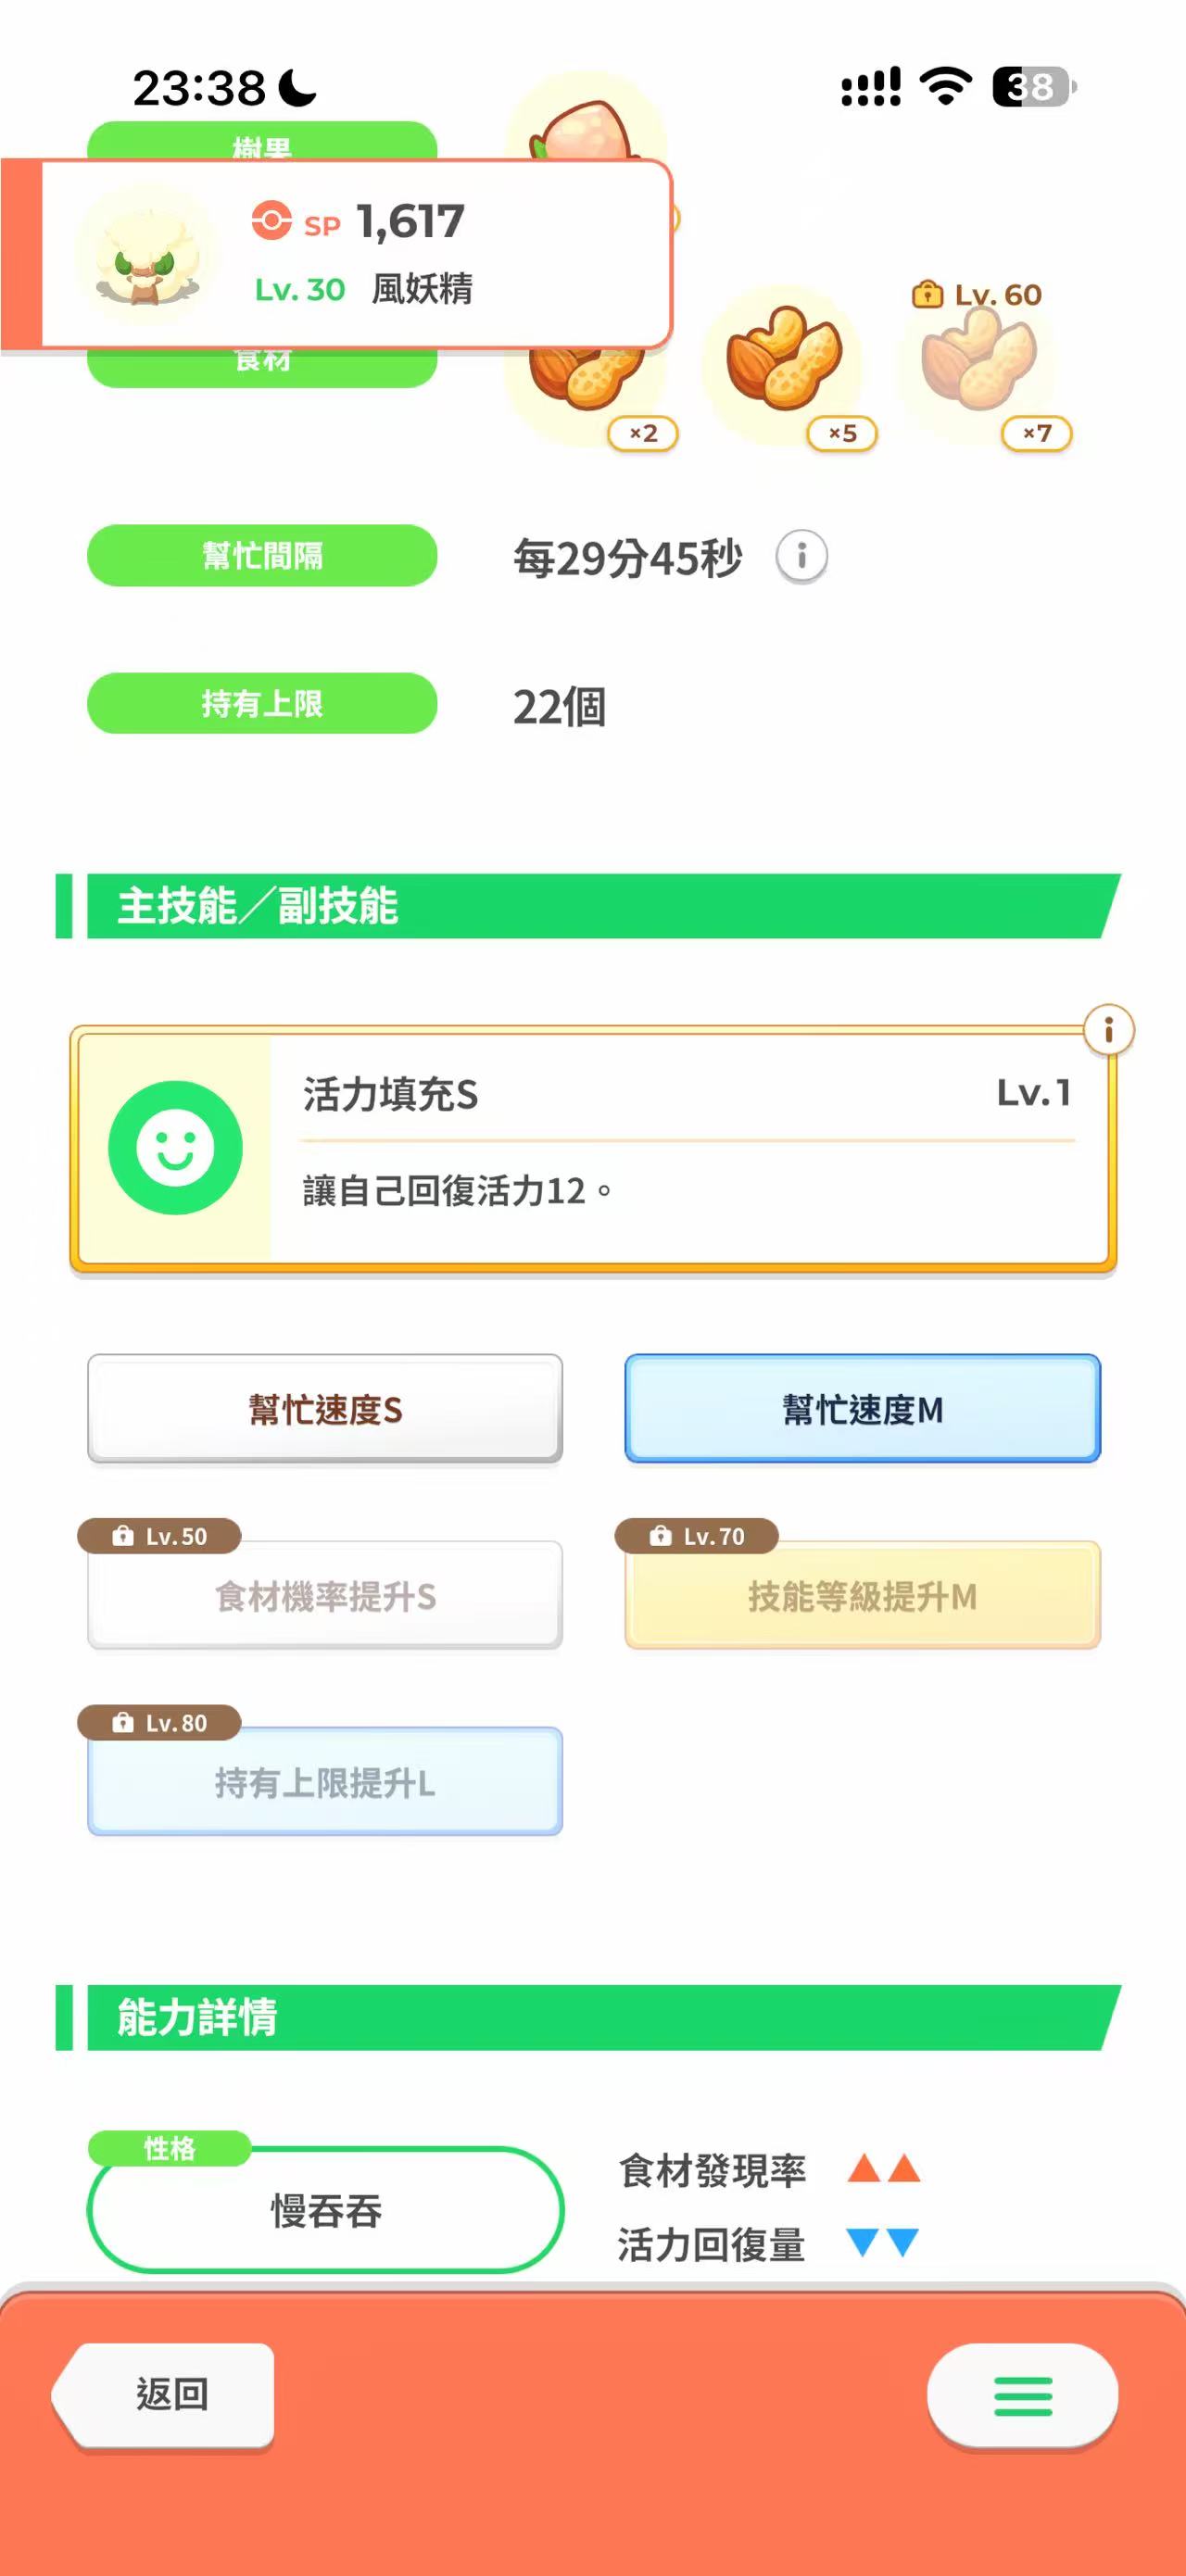 23:38
38
樹果
SP 1,617
Lv. 30 風妖精
Lv. 60
食材
×2
×5
×7
幫忙間隔
每29分45秒
持有上限
22個
主技能／副技能
活力填充S
Lv.1
讓自己回復活力12。
幫忙速度S
幫忙速度M
Lv.50
Lv.70
食材機率提升S
技能等級提升M
Lv.80
持有上限提升L
能力詳情
性格
慢吞吞
食材發現率
活力回復量
返回